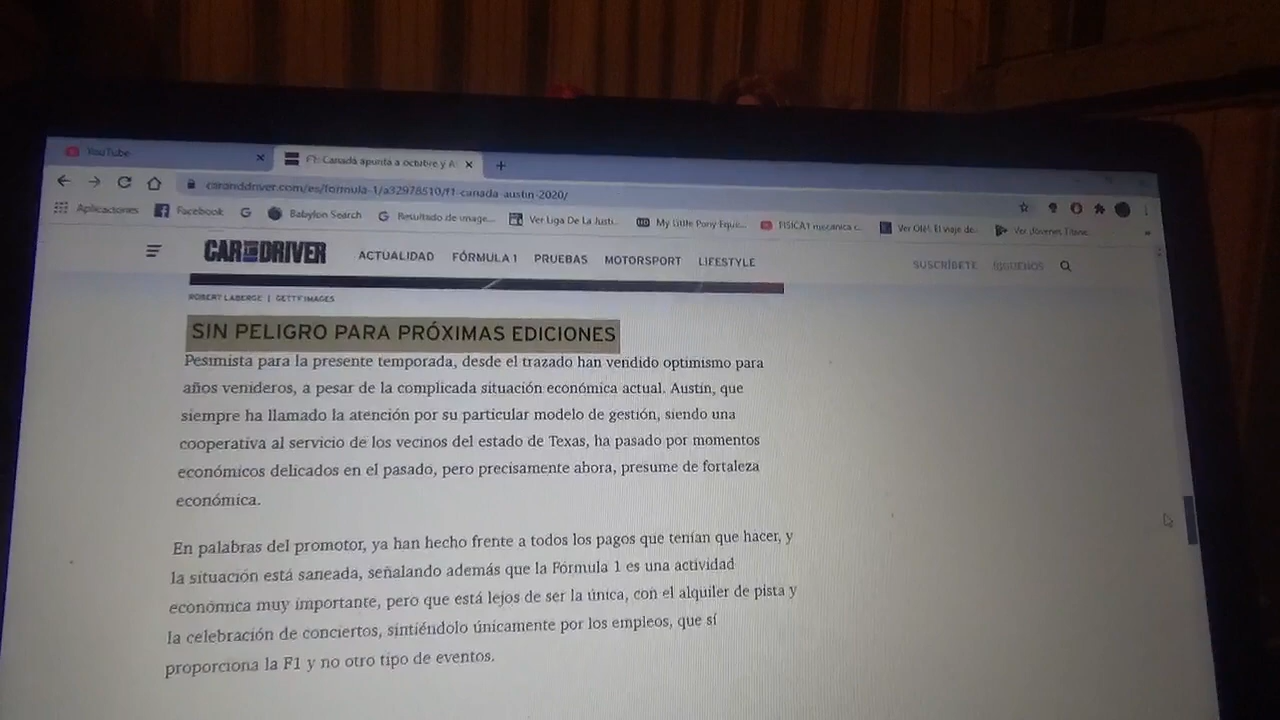 YouTube
F1: Canadá apunta a octubre y A
caranddriver.com/es/formula-1/a32978510/f1-canada-austin-2020/
Aplicaciones Facebook Babylon Search Resultado de image... Ver Liga De La Justi... My Little Pony Eque... FISICA1 mecanica c... Ver Ver Jóvenes Titane...
CAR AND DRIVER ACTUALIDAD FÓRMULA 1 PRUEBAS MOTORSPORT LIFESTYLE SUSCRÍBETE SÍGUENOS
ROBERT LABERGE | GETTY IMAGES
SIN PELIGRO PARA PRÓXIMAS EDICIONES
Pesimista para la presente temporada, desde el trazado han vendido optimismo para
años venideros, a pesar de la complicada situación económica actual. Austin, que
siempre ha llamado la atención por su particular modelo de gestión, siendo una
cooperativa al servicio de los vecinos del estado de Texas, ha pasado por momentos
económicos delicados en el pasado, pero precisamente ahora, presume de fortaleza
económica.
En palabras del promotor, ya han hecho frente a todos los pagos que tenían que hacer, y
la situación está saneada, señalando además que la Fórmula 1 es una actividad
económica muy importante, pero que está lejos de ser la única, con el alquiler de pista y
la celebración de conciertos, sintiéndolo únicamente por los empleos, que sí
proporciona la F1 y no otro tipo de eventos.